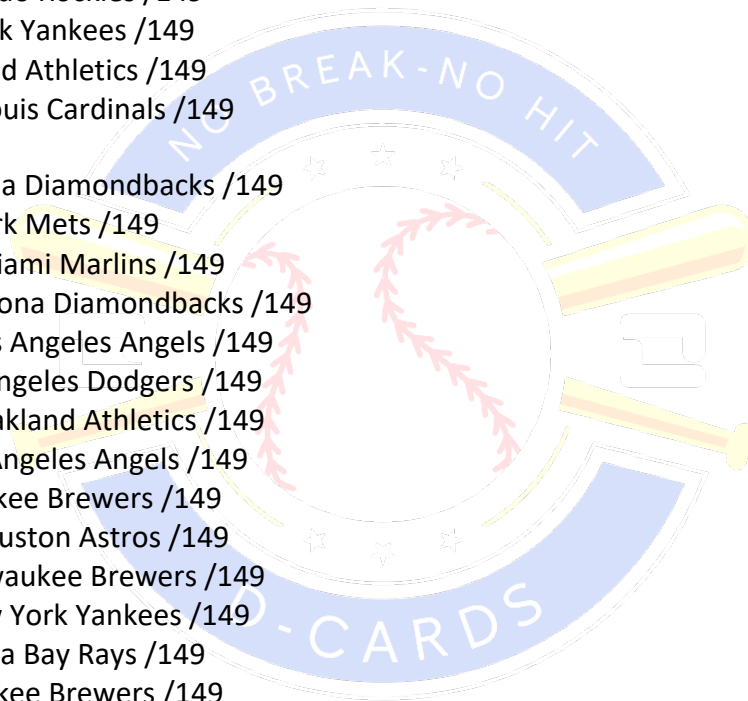 k Yankees /149
d Athletics /149
ouis Cardinals /149
a Diamondbacks /149
rk Mets /149
iami Marlins /149
ona Diamondbacks /149
s Angeles Angels /149
ngeles Dodgers /149
akland Athletics /149
Angeles Angels /149
kee Brewers /149
uston Astros /149
waukee Brewers /149
w York Yankees /149
a Bay Rays /149
kee Brewers /149
NO BREAK-NO HIT
D-CARDS